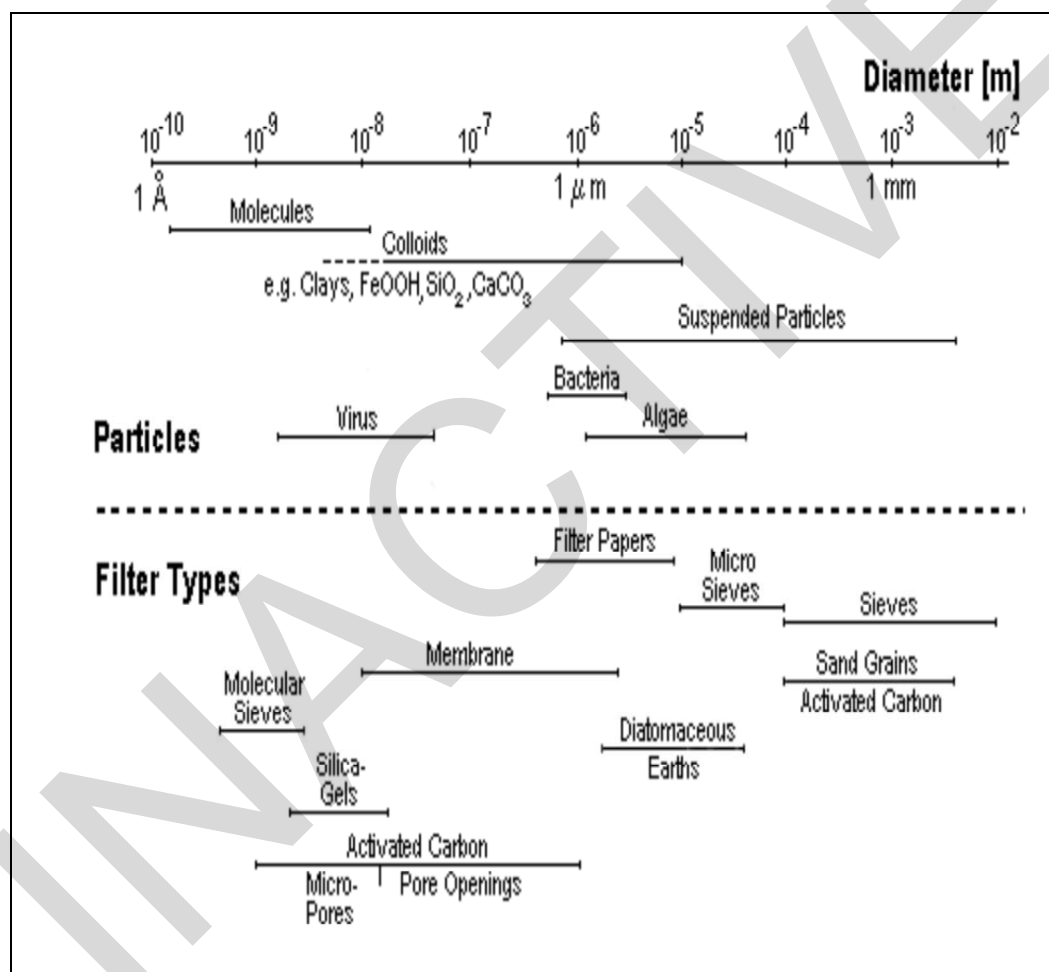 Diameter [m]
10⁻¹⁰ 10⁻⁹ 10⁻⁸ 10⁻⁷ 10⁻⁶ 10⁻⁵ 10⁻⁴ 10⁻³ 10⁻²
1 Å 1 μm 1 mm
Molecules
Colloids
e.g. Clays, FeOOH, SiO₂, CaCO₃
Suspended Particles
Bacteria
Virus
Algae
Particles
Filter Papers
Filter Types
Micro
Sieves
Sieves
Membrane
Sand Grains
Activated Carbon
Molecular
Sieves
Diatomaceous
Earths
Silica-
Gels
Activated Carbon
Micro-
Pores
Pore Openings
INACTIVE